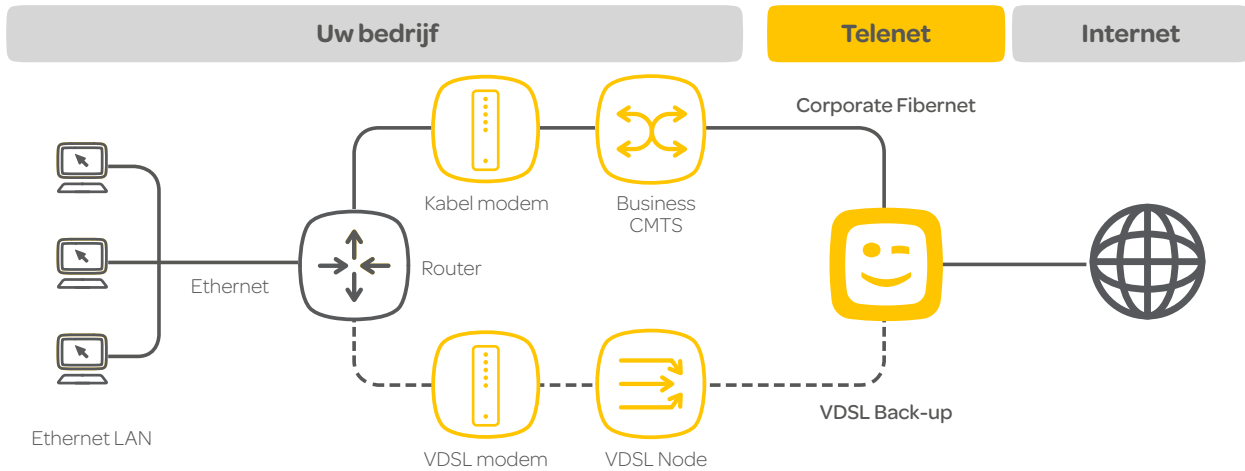 Uw bedrijf
Telenet
Internet
Corporate Fibernet
Kabel modem
Business
CMTS
Ethernet
Router
Ethernet LAN
VDSL modem
VDSL Node
VDSL Back-up